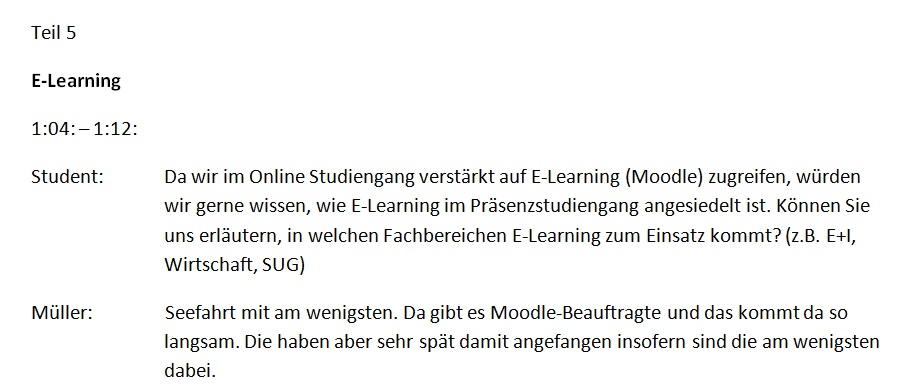 Teil 5
E-Learning
1:04: – 1:12:
Student: Da wir im Online Studiengang verstärkt auf E-Learning (Moodle) zugreifen, würden
wir gerne wissen, wie E-Learning im Präsenzstudiengang angesiedelt ist. Können Sie
uns erläutern, in welchen Fachbereichen E-Learning zum Einsatz kommt? (z.B. E+I,
Wirtschaft, SUG)
Müller: Seefahrt mit am wenigsten. Da gibt es Moodle-Beauftragte und das kommt da so
langsam. Die haben aber sehr spät damit angefangen insofern sind die am wenigsten
dabei.